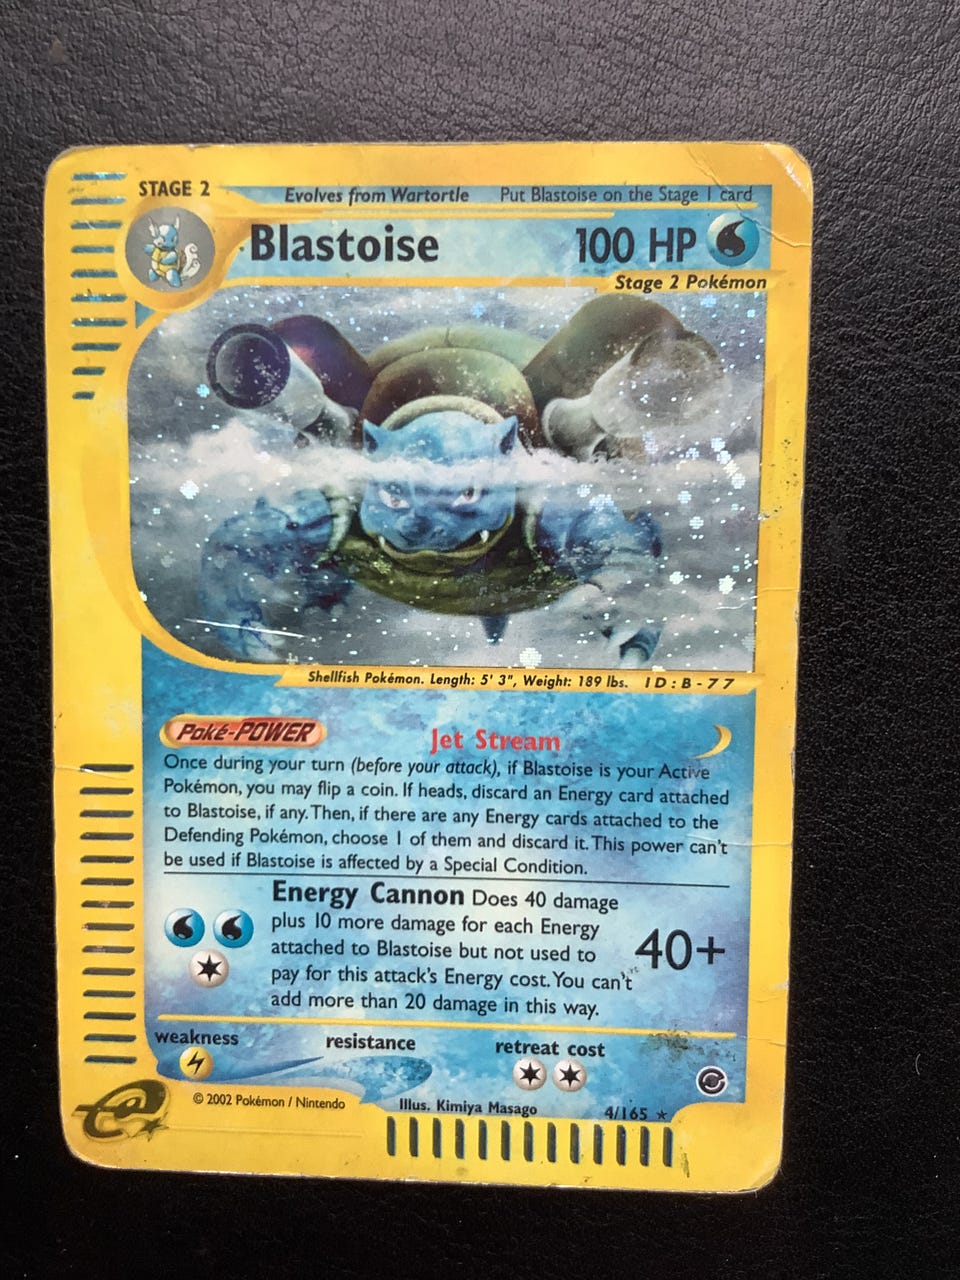 STAGE 2
Evolves from Wartortle Put Blastoise on the Stage 1 card
Blastoise 100 HP
Stage 2 Pokémon
Shellfish Pokémon. Length: 5' 3", Weight: 189 lbs. ID:B-77
Poké-POWER Jet Stream
Once during your turn (before your attack), if Blastoise is your Active
Pokémon, you may flip a coin. If heads, discard an Energy card attached
to Blastoise, if any. Then, if there are any Energy cards attached to the
Defending Pokémon, choose 1 of them and discard it. This power can't
be used if Blastoise is affected by a Special Condition.
Energy Cannon Does 40 damage
plus 10 more damage for each Energy
attached to Blastoise but not used to
pay for this attack's Energy cost. You can't
add more than 20 damage in this way.
40+
weakness resistance retreat cost
© 2002 Pokémon / Nintendo Illus. Kimiya Masago 4/165 ★
e